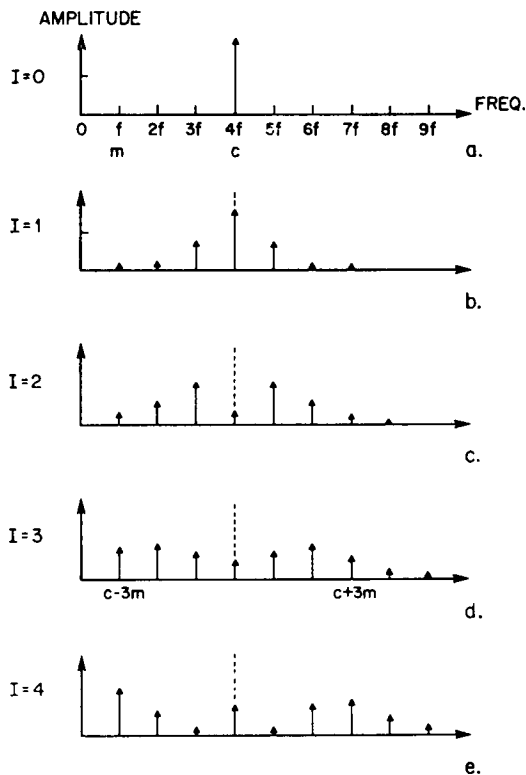 AMPLITUDE
I=0
FREQ.
0 f 2f 3f 4f 5f 6f 7f 8f 9f
m c
a.
I=1
b.
I=2
c.
I=3
c-3m c+3m
d.
I=4
e.